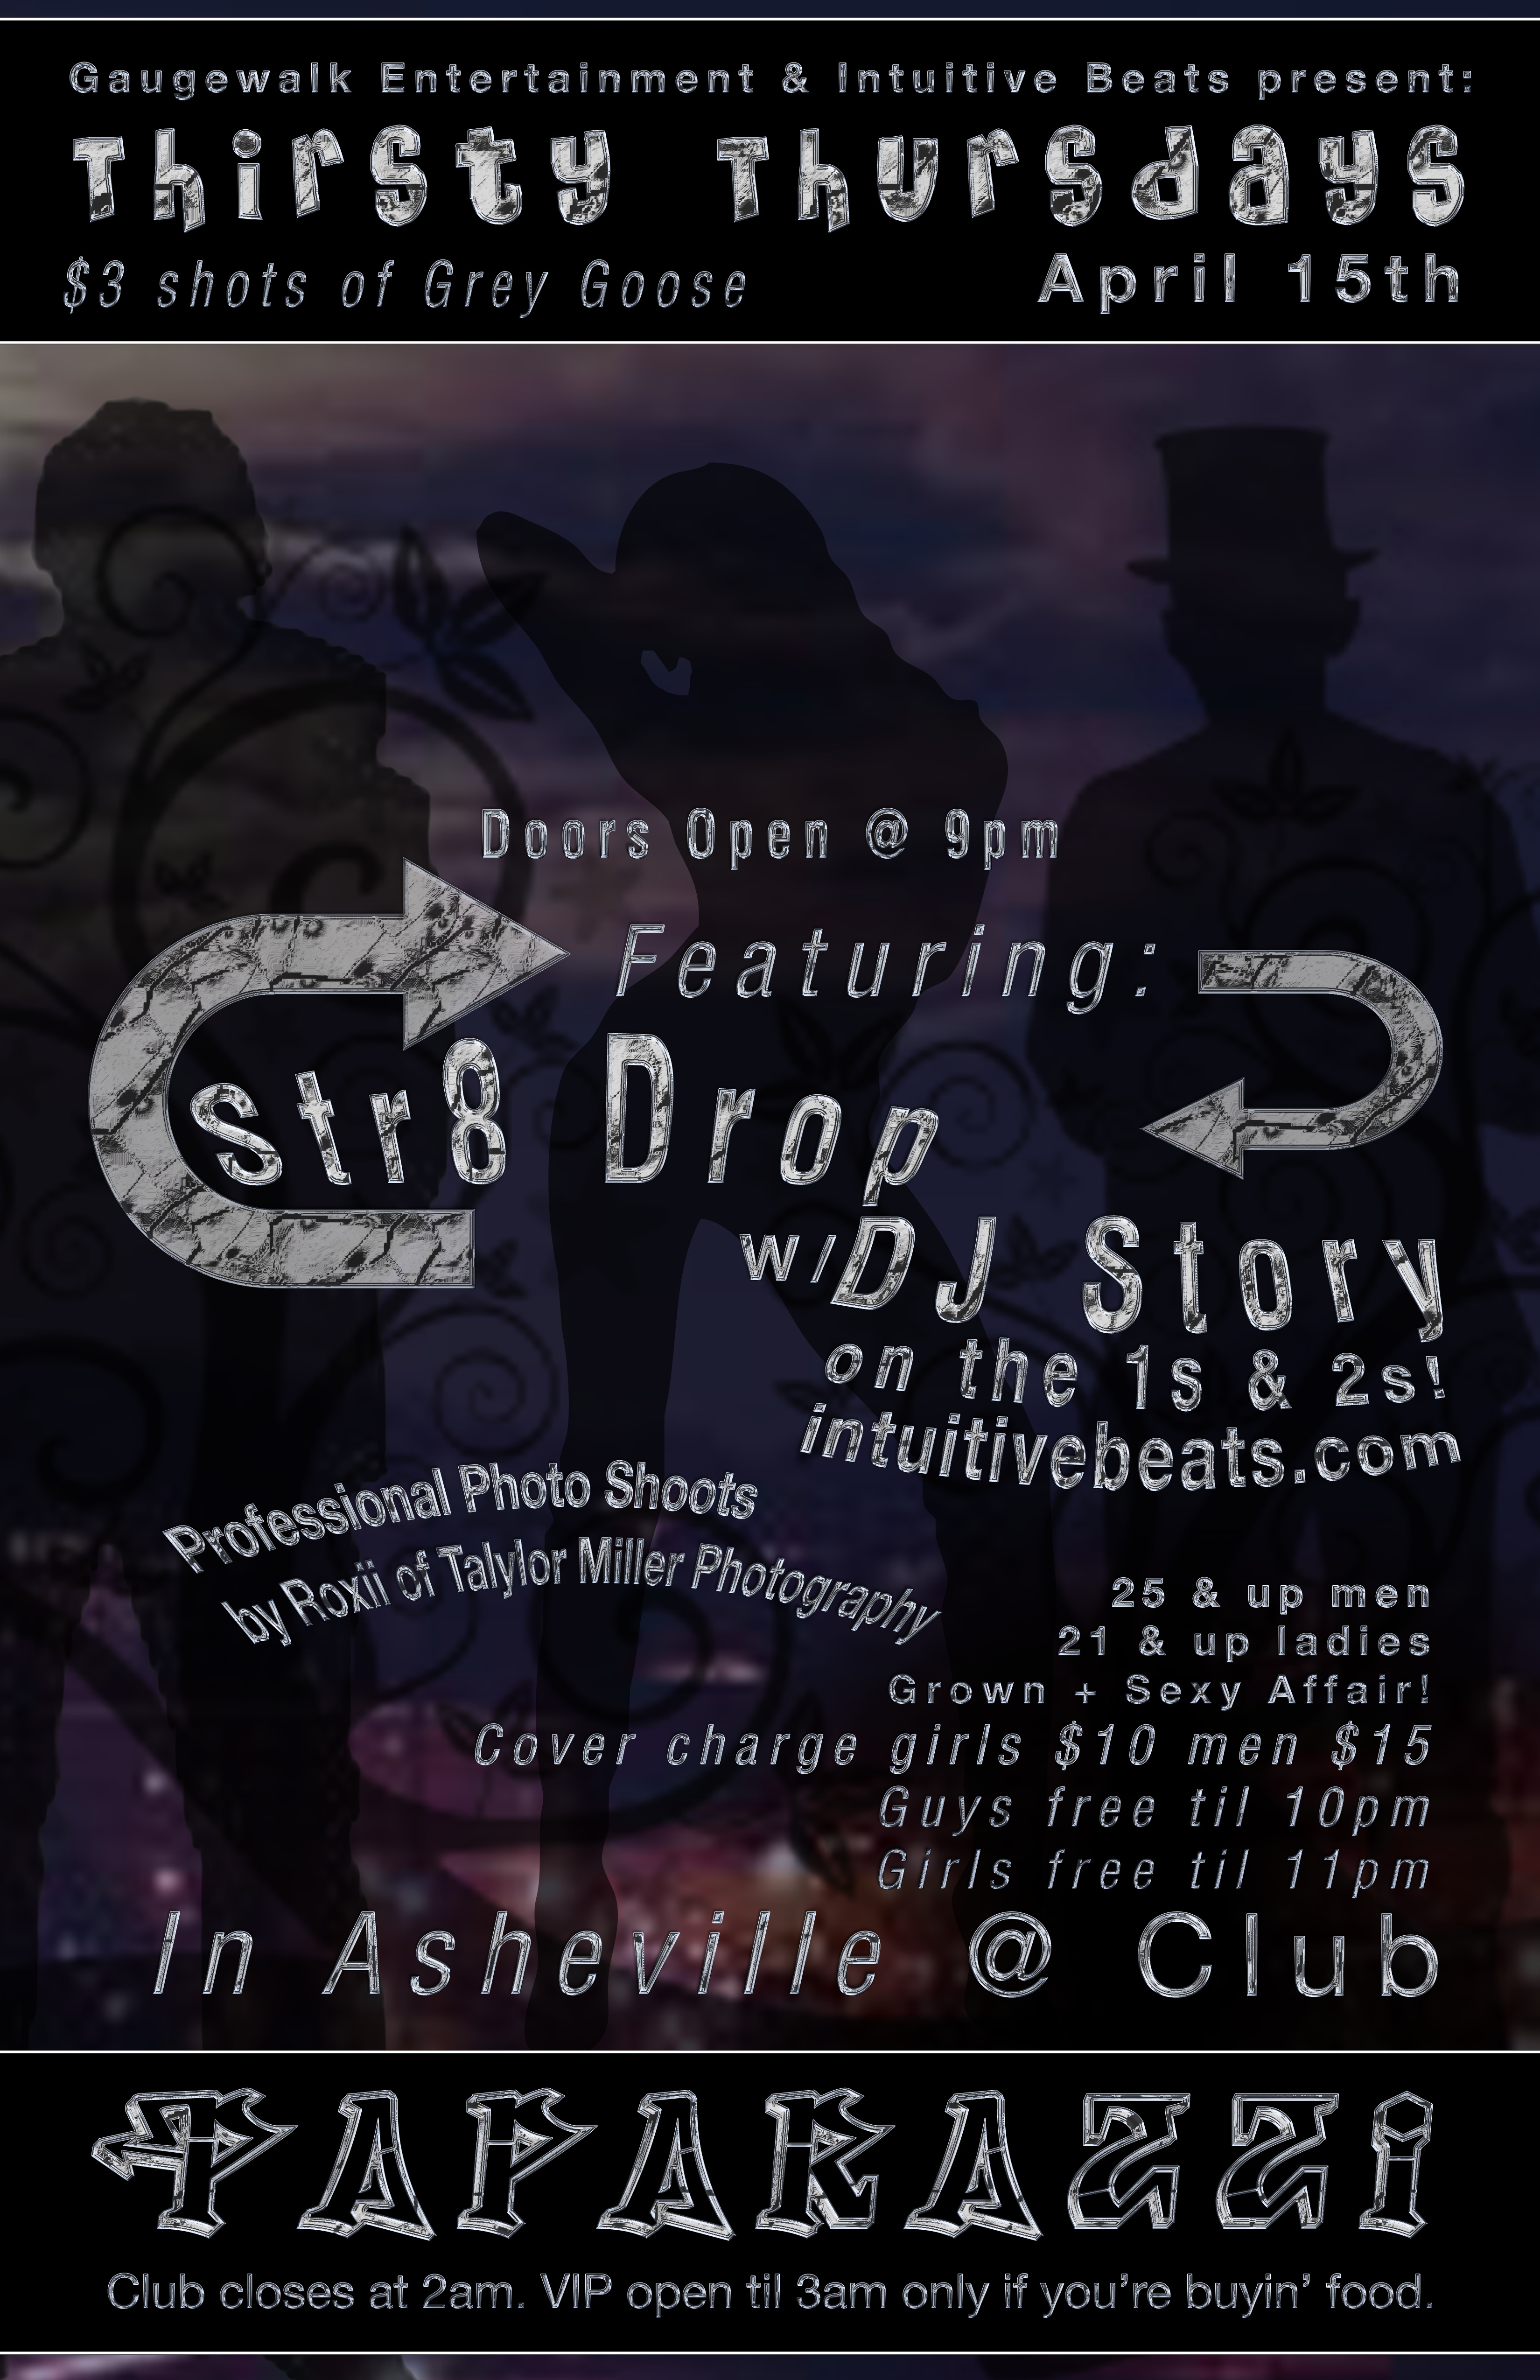 Gaugewalk Entertainment & Intuitive Beats present:
Thirsty Thursdays
$3 shots of Grey Goose
April 15th
Doors Open @ 9pm
Featuring:
Str8 Drop
w/DJ Story
on the 1s & 2s!
intuitivebeats.com
Professional Photo Shoots
by Roxii of Talylor Miller Photography
25 & up men
21 & up ladies
Grown + Sexy Affair!
Cover charge girls $10 men $15
Guys free til 10pm
Girls free til 11pm
In Asheville @ Club
PAPARAZZi
Club closes at 2am. VIP open til 3am only if you’re buyin’ food.